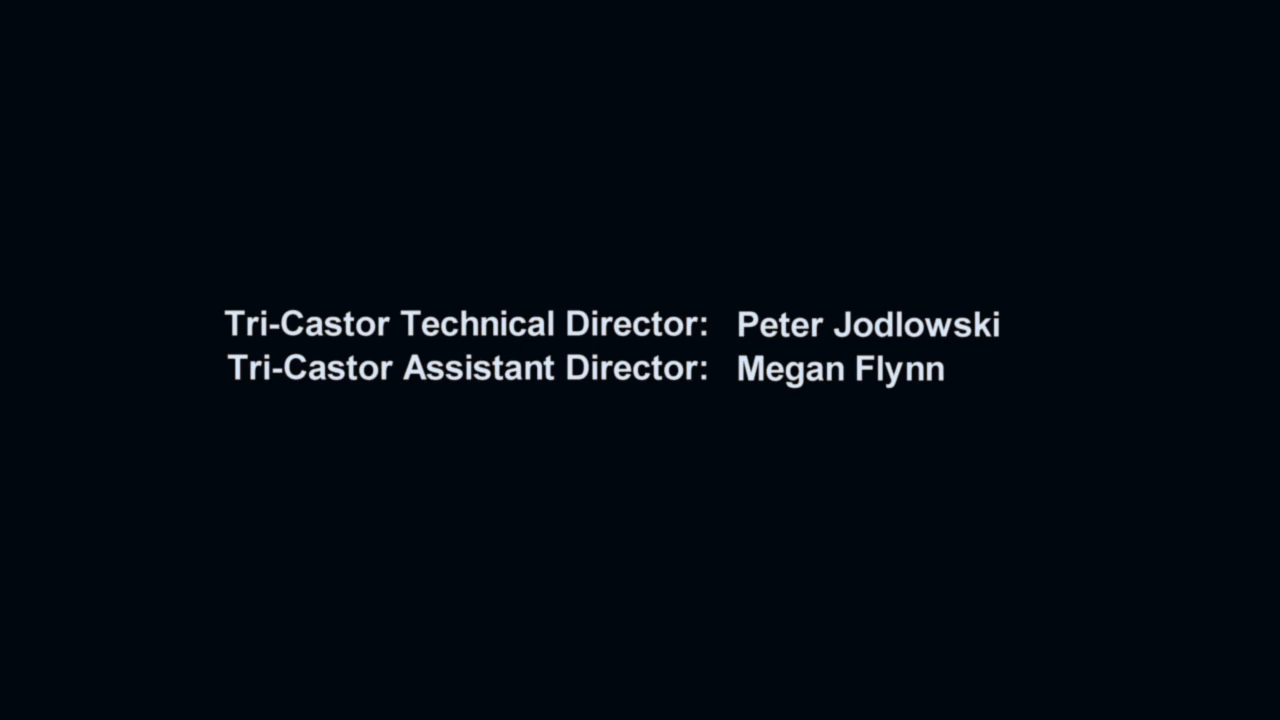 Tri-Castor Technical Director: Peter Jodlowski
Tri-Castor Assistant Director: Megan Flynn